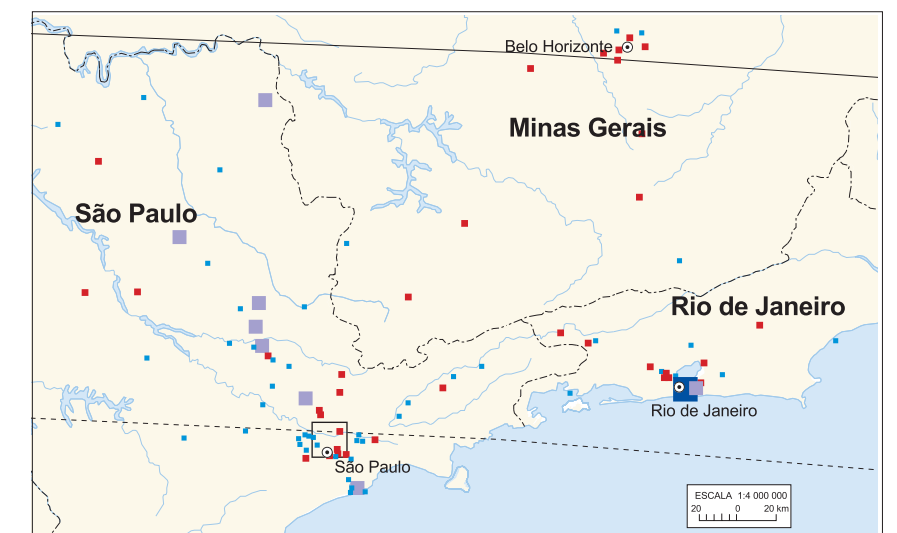 Belo Horizonte
Minas Gerais
São Paulo
Rio de Janeiro
Rio de Janeiro
São Paulo
ESCALA 1:4 000 000
20 0 20 km